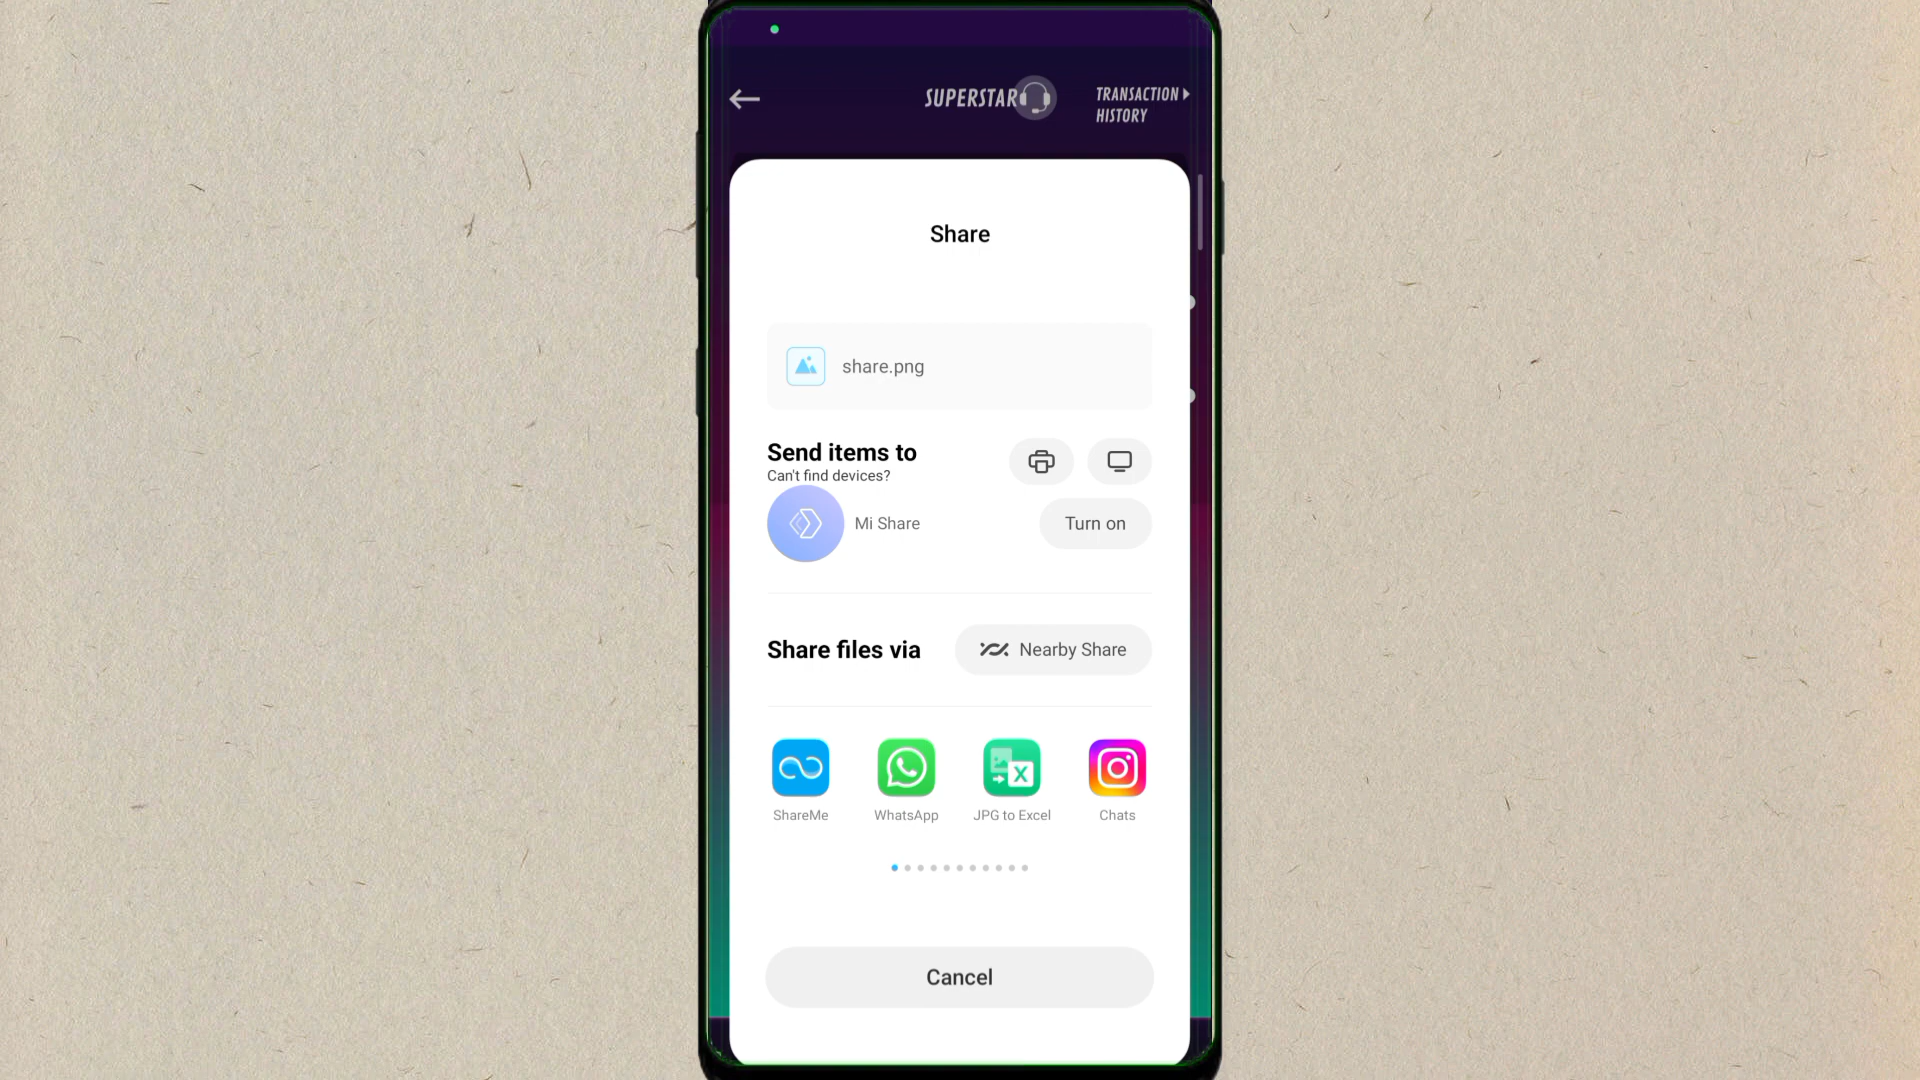 SUPERSTAR
TRANSACTION
HISTORY
Share
share.png
Send items to
Can't find devices?
Mi Share
Turn on
Share files via
Nearby Share
ShareMe
WhatsApp
JPG to Excel
Chats
Cancel